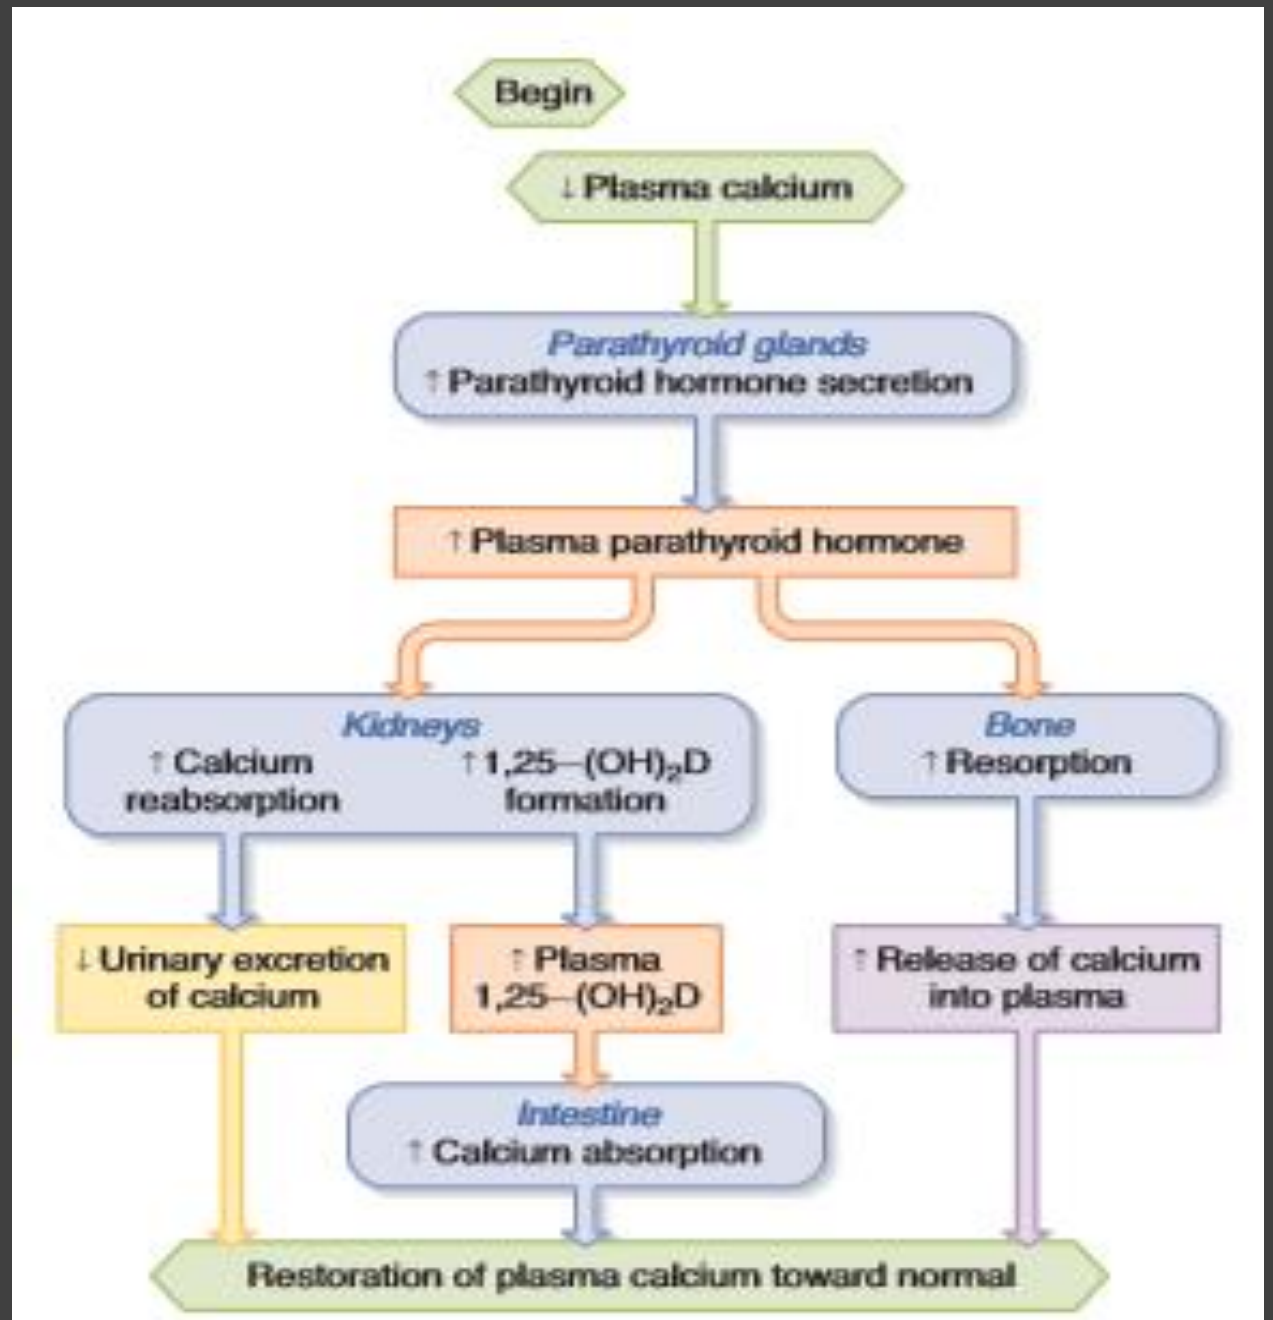 Begin
↓ Plasma calcium
Parathyroid glands
↑ Parathyroid hormone secretion
↑ Plasma parathyroid hormone
Kidneys
↑ Calcium
reabsorption
↑ 1,25–(OH)₂D
formation
Bone
↑ Resorption
↓ Urinary excretion
of calcium
↑ Plasma
1,25–(OH)₂D
↑ Release of calcium
into plasma
Intestine
↑ Calcium absorption
Restoration of plasma calcium toward normal